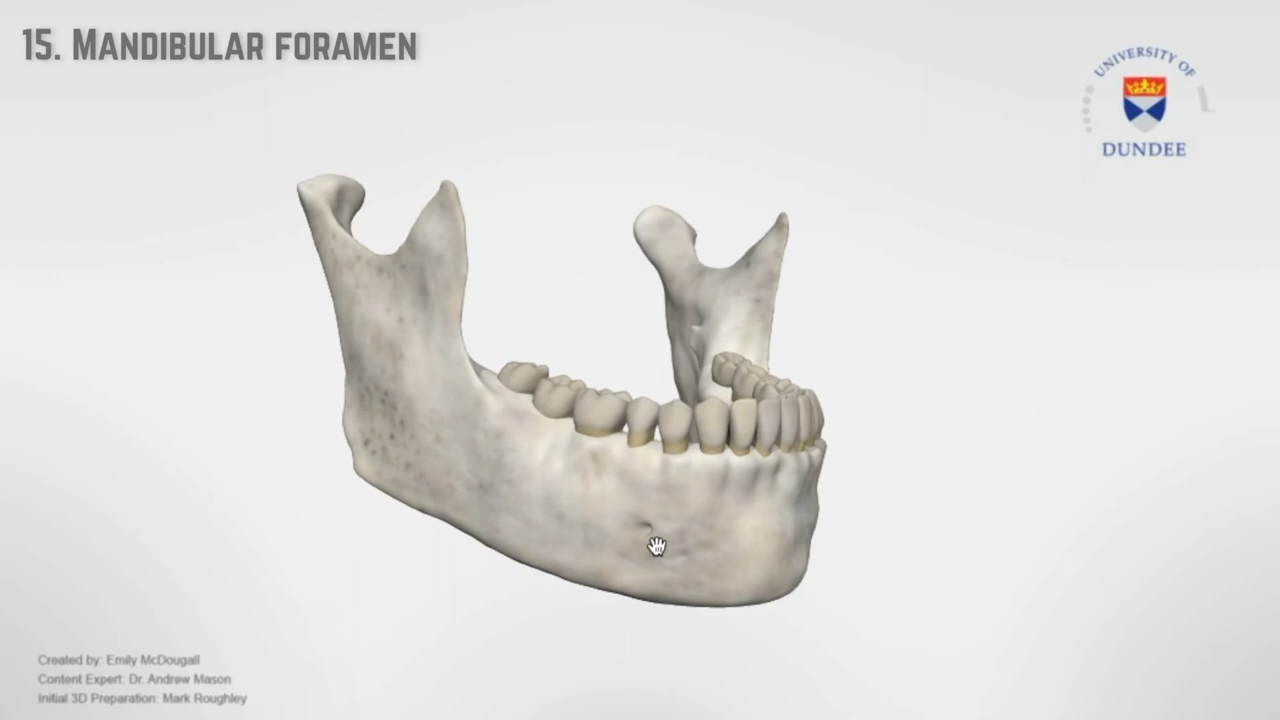 15. MANDIBULAR FORAMEN
UNIVERSITY OF
DUNDEE
Created by: Emily McDougall
Content Expert: Dr. Andrew Mason
Initial 3D Preparation: Mark Roughley